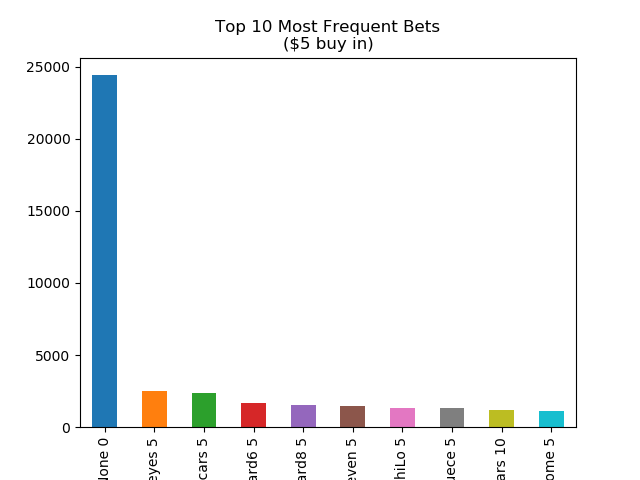 Top 10 Most Frequent Bets
($5 buy in)
25000
20000
15000
10000
5000
0
None 0
eyes 5
cars 5
ard6 5
ard8 5
even 5
hiLo 5
uece 5
ars 10
ome 5